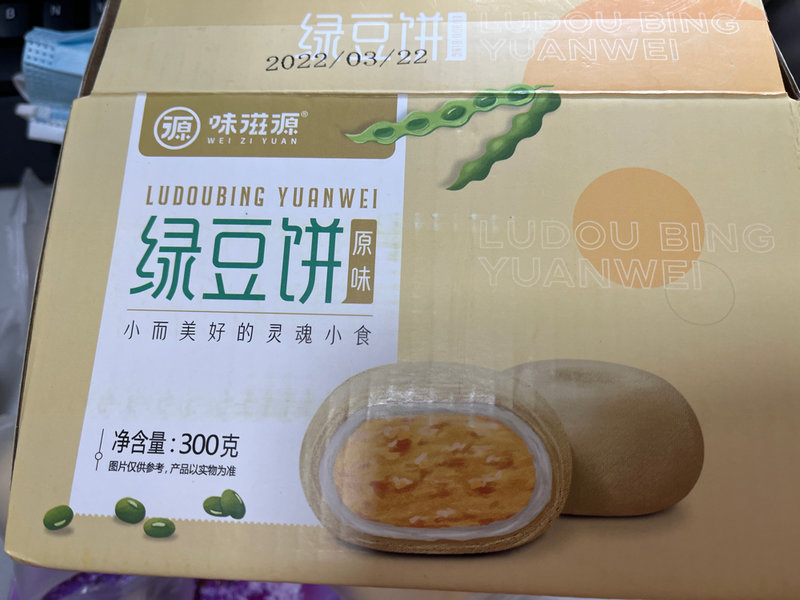 绿豆饼
LUDOUBING
LUDOU BING
YUANWEI
2022/03/22
源 味滋源®
WEI ZI YUAN
LUDOUBING YUANWEI
绿豆饼
原味
小而美好的灵魂小食
LUDOU BING
YUANWEI
净含量:300克
图片仅供参考,产品以实物为准